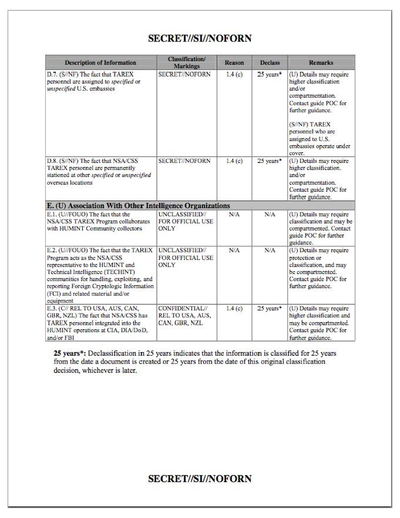 SECRET//SI//NOFORN
Description of Information
Classification/
Markings
Reason
Declass
Remarks
D.7. (S//NF) The fact that TAREX
personnel are assigned to specified or
unspecified U.S. embassies
SECRET//NOFORN
1.4 (c)
25 years*
(U) Details may require
higher classification
and/or
compartmentation.
Contact guide POC for
further guidance.
(S//NF) TAREX
personnel who are
assigned to U.S.
embassies operate under
cover.
D.8. (S//NF) The fact that NSA/CSS
TAREX personnel are permanently
stationed at other specified or unspecified
overseas locations
SECRET//NOFORN
1.4 (c)
25 years*
(U) Details may require
higher classification.
and/or
compartmentation.
Contact guide POC for
further guidance.
E. (U) Association With Other Intelligence Organizations
E.1. (U//FOUO) The fact that the
NSA/CSS TAREX Program collaborates
with HUMINT Community collectors
UNCLASSIFIED//
FOR OFFICIAL USE
ONLY
N/A
N/A
(U) Details may require
higher classification and
may be compartmented. Contact
guide POC for further
guidance.
E.2. (U//FOUO) The fact that the TAREX
Program acts as the NSA/CSS
representative to the HUMINT and
Technical Intelligence (TECHINT)
communities for handling, exploiting, and
reporting Foreign Cryptologic Information
(FCI) and related material and/or
equipment
UNCLASSIFIED//
FOR OFFICIAL USE
ONLY
N/A
N/A
(U) Details may require
protection or
classification, and may
be compartmented.
Contact guide POC for
further guidance.
E.3. (C// REL TO USA, AUS, CAN,
GBR, NZL) The fact that NSA/CSS has
TAREX personnel integrated into the
HUMINT operations at CIA, DIA/DoD,
and/or FBI
CONFIDENTIAL//
REL TO USA, AUS,
CAN, GBR, NZL
1.4 (c)
25 years*
(U) Details may require
higher classification and
may be compartmented.
Contact guide POC for
further guidance.
25 years*: Declassification in 25 years indicates that the information is classified for 25 years
from the date a document is created or 25 years from the date of this original classification
decision, whichever is later.
SECRET//SI//NOFORN